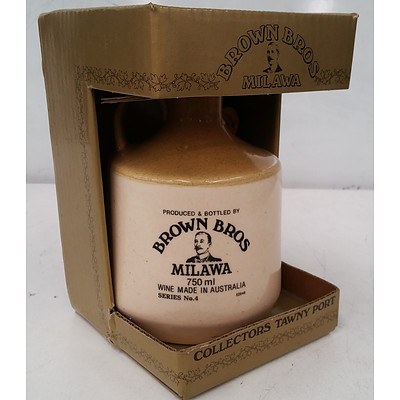 BROWN BROS
MILAWA
PRODUCED & BOTTLED BY
BROWN BROS
MILAWA
750 ml
WINE MADE IN AUSTRALIA
SERIES No. 4
COLLECTORS TAWNY PORT